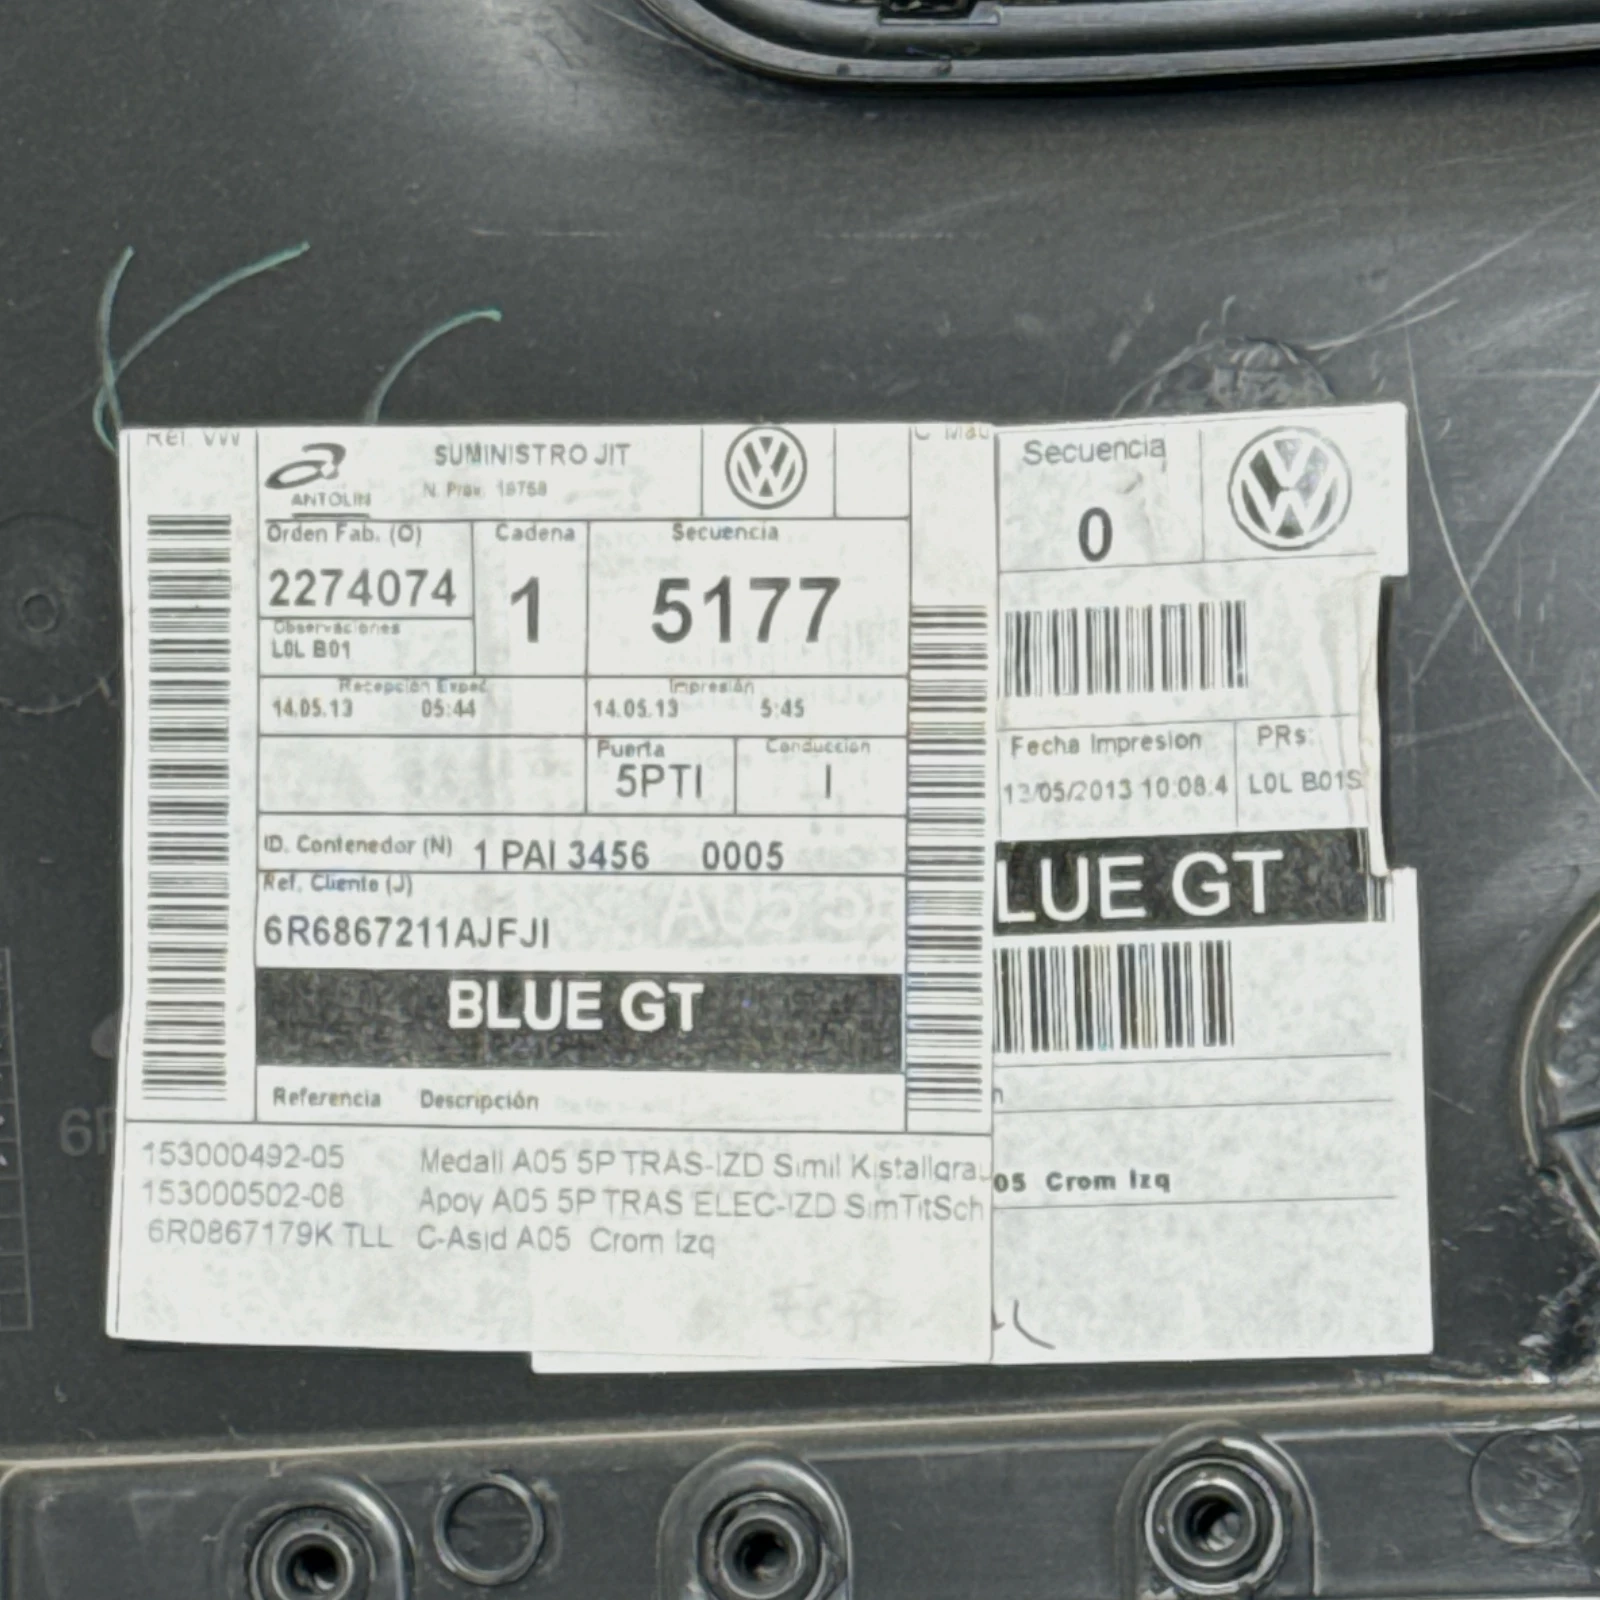 Ref. VW
ANTOLIN
SUMINISTRO JIT
N. Prov. 18758
Orden Fab. (O)
2274074
Cadena
1
Secuencia
5177
Observaciones
L0L B01
Recepción Exped.
14.05.13 05:44
Impresión
14.05.13 5:45
Puerta
5PTI
Conducción
I
ID. Contenedor (N) 1 PAI 3456 0005
Ref. Cliente (J)
6R6867211AJFJI
BLUE GT
Referencia Descripción
153000492-05 Medall A05 5P TRAS-IZD Simil Kistallgrau
153000502-08 Apoy A05 5P TRAS ELEC-IZD SimTitSch
6R0867179K TLL C-Asid A05 Crom Izq
Secuencia
0
Fecha Impresion
13/05/2013 10:08:4
PRs:
L0L B01S
LUE GT
n
05 Crom Izq